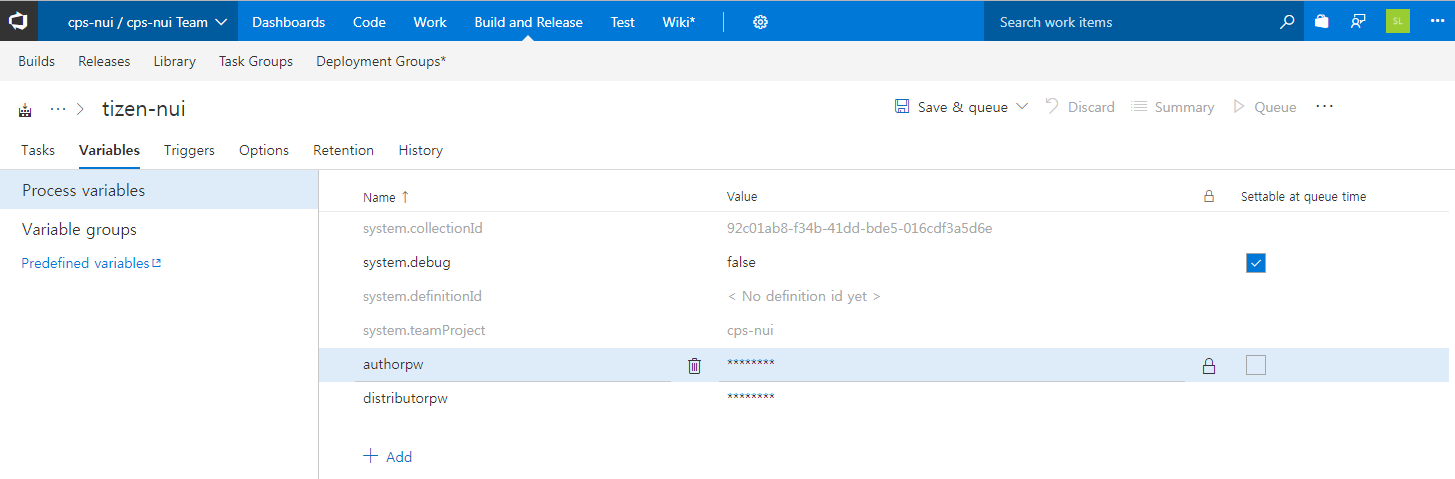 cps-nui / cps-nui Team Dashboards Code Work Build and Release Test Wiki* Search work items SL ...
Builds Releases Library Task Groups Deployment Groups*
... > tizen-nui Save & queue Discard Summary Queue ...
Tasks Variables Triggers Options Retention History
Process variables
Variable groups
Predefined variables
Name ↑ Value Settable at queue time
system.collectionId 92c01ab8-f34b-41dd-bde5-016cdf3a5d6e
system.debug false
system.definitionId < No definition id yet >
system.teamProject cps-nui
authorpw ********
distributorpw ********
+ Add